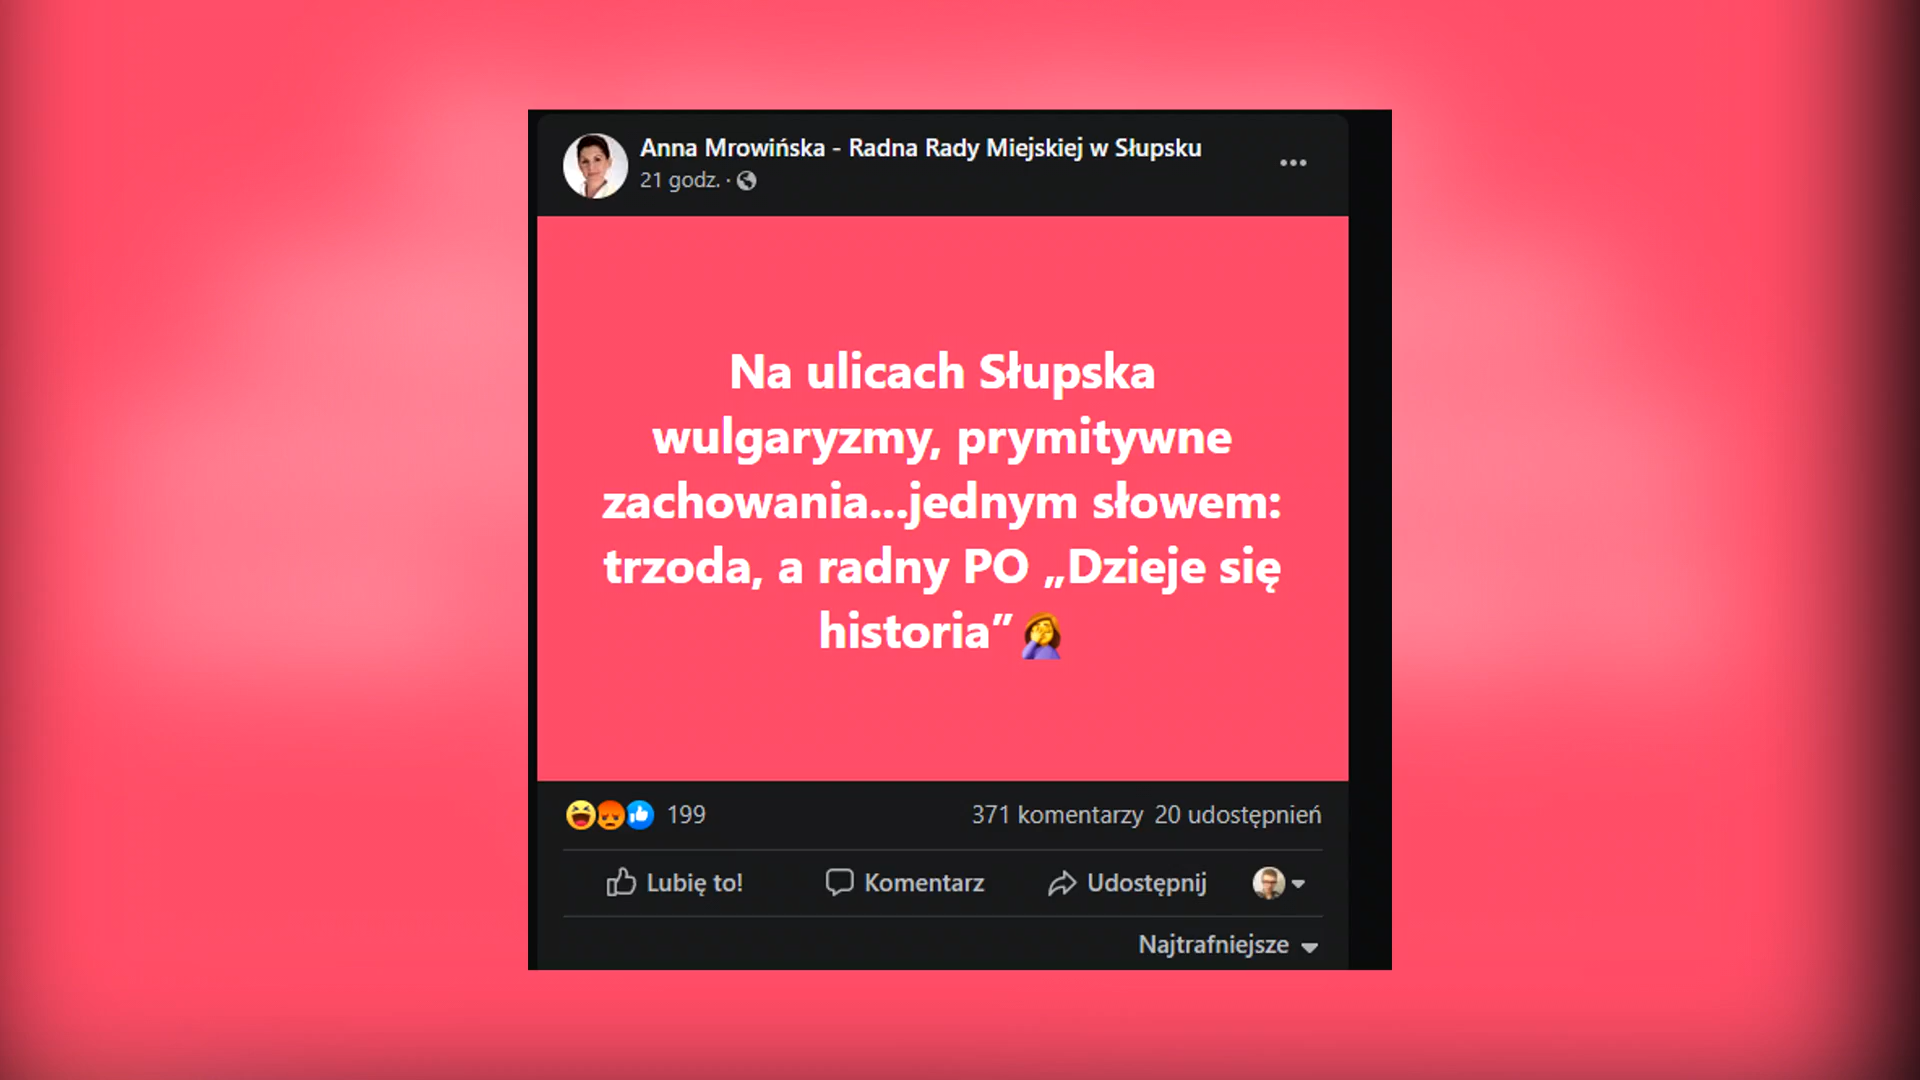 Anna Mrowińska - Radna Rady Miejskiej w Słupsku
21 godz. ·
Na ulicach Słupska
wulgaryzmy, prymitywne
zachowania...jednym słowem:
trzoda, a radny PO „Dzieje się
historia”🤦‍♀️
199
371 komentarzy 20 udostępnień
Lubię to! Komentarz Udostępnij
Najtrafniejsze